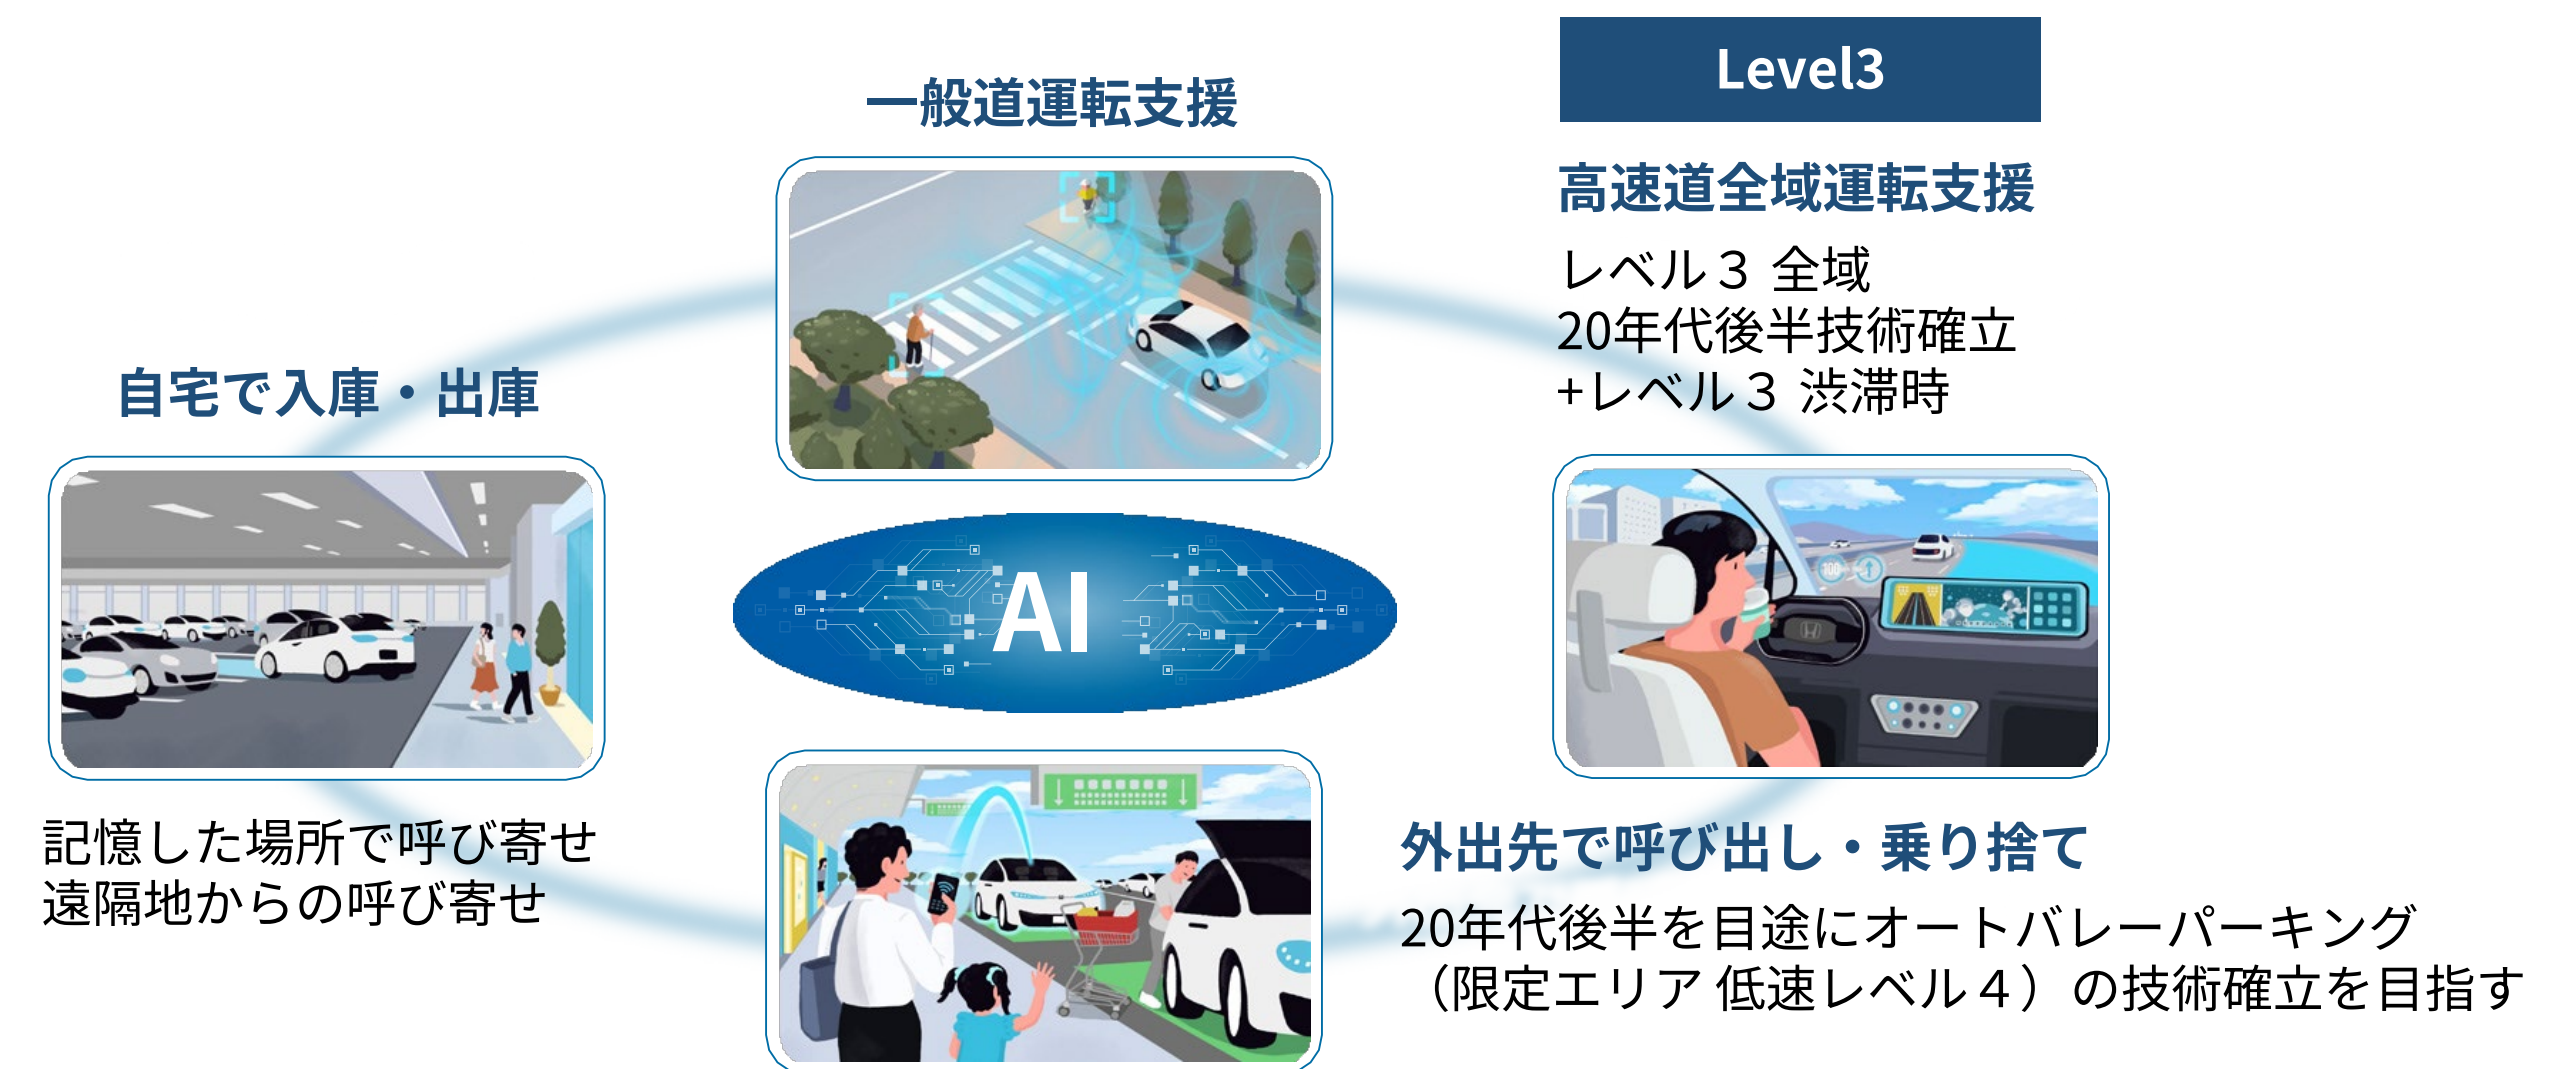 一般道運転支援
Level3
高速道全域運転支援
レベル３ 全域
20年代後半技術確立
+レベル３ 渋滞時
自宅で入庫・出庫
記憶した場所で呼び寄せ
遠隔地からの呼び寄せ
AI
100
外出先で呼び出し・乗り捨て
20年代後半を目途にオートバレーパーキング
（限定エリア 低速レベル４）の技術確立を目指す